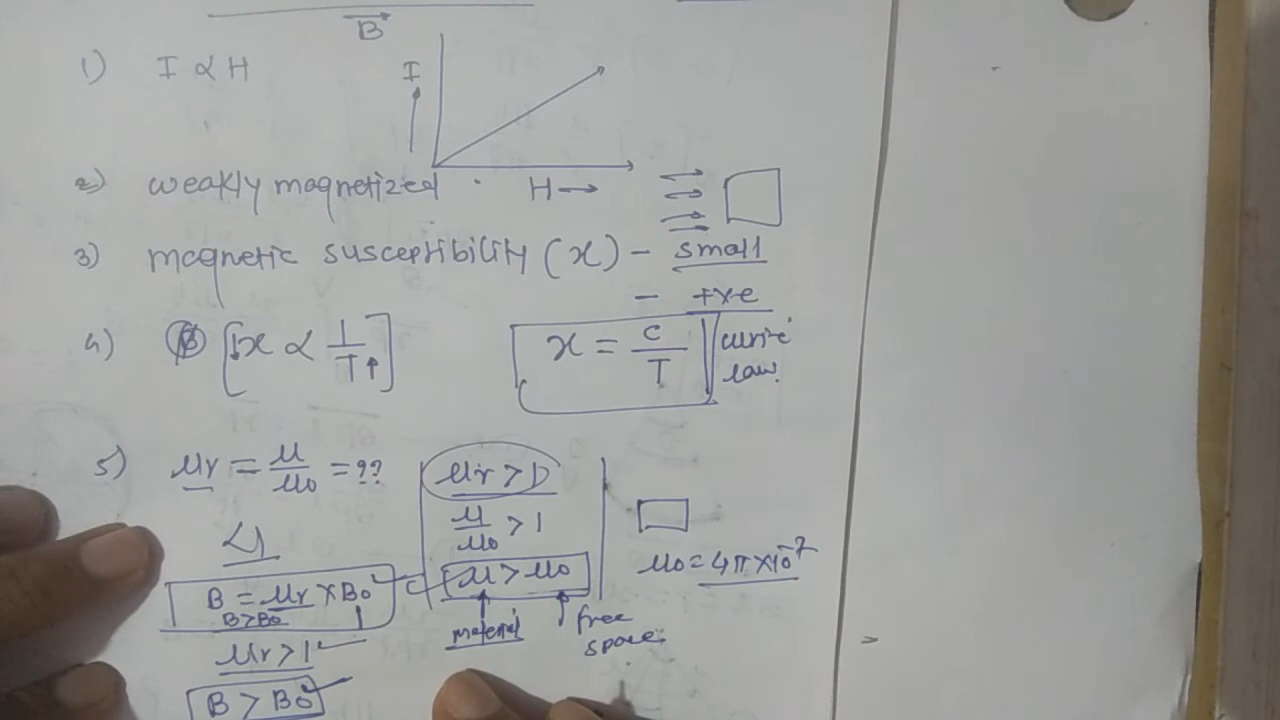 B
1) I ∝ H
I
2) weakly magnetized . H →
3) magnetic susceptibility (x) - small
- +ve
4) [x ∝ 1/T↑] x = C/T curie law.
5) μr = μ/μ0 = ??
μr > 1
μ/μ0 > 1
μ > μ0
material
free space
μ0 = 4π×10⁻⁷
B = μr × B0
B>B0
μr > 1
B > B0